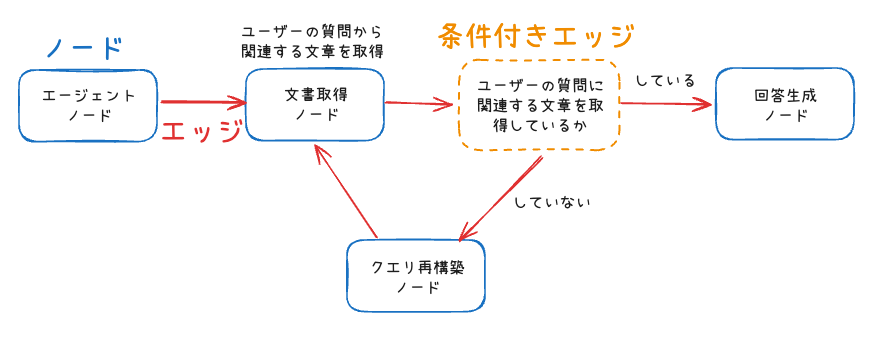 ノード
ユーザーの質問から
関連する文章を取得
条件付きエッジ
エージェント
ノード
エッジ
文書取得
ノード
ユーザーの質問に
関連する文章を取
得しているか
している
回答生成
ノード
していない
クエリ再構築
ノード